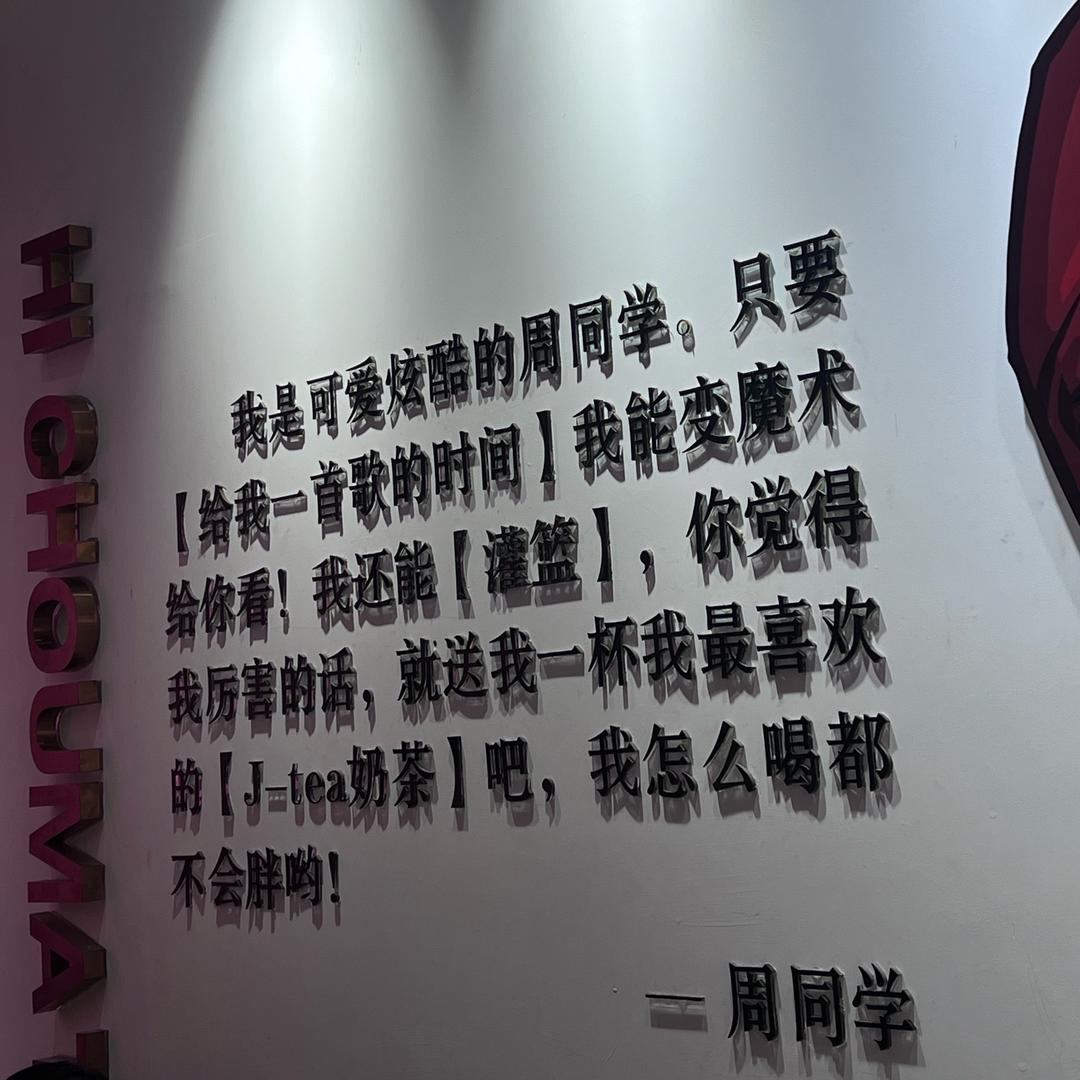 HI CHOUMAT
我是可爱炫酷的周同学。只要
【给我一首歌的时间】我能变魔术
给你看！我还能【灌篮】，你觉得
我厉害的话，就送我一杯我最喜欢
的【J-tea奶茶】吧，我怎么喝都
不会胖哟！
— 周同学